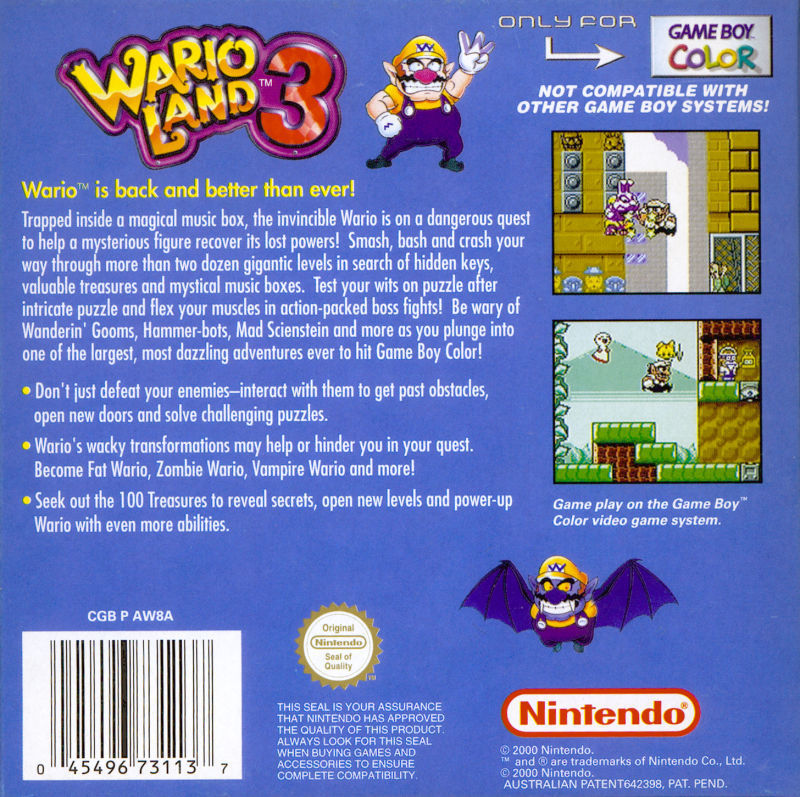 WARIO
LAND™ 3
ONLY FOR
GAME BOY
COLOR
NOT COMPATIBLE WITH
OTHER GAME BOY SYSTEMS!
Wario™ is back and better than ever!
Trapped inside a magical music box, the invincible Wario is on a dangerous quest
to help a mysterious figure recover its lost powers! Smash, bash and crash your
way through more than two dozen gigantic levels in search of hidden keys,
valuable treasures and mystical music boxes. Test your wits on puzzle after
intricate puzzle and flex your muscles in action-packed boss fights! Be wary of
Wanderin' Gooms, Hammer-bots, Mad Scienstein and more as you plunge into
one of the largest, most dazzling adventures ever to hit Game Boy Color!
• Don't just defeat your enemies–interact with them to get past obstacles,
open new doors and solve challenging puzzles.
• Wario's wacky transformations may help or hinder you in your quest.
Become Fat Wario, Zombie Wario, Vampire Wario and more!
• Seek out the 100 Treasures to reveal secrets, open new levels and power-up
Wario with even more abilities.
Game play on the Game Boy™
Color video game system.
CGB P AW8A
0 45496 73113 7
Original
Nintendo
Seal of
Quality
TM
THIS SEAL IS YOUR ASSURANCE
THAT NINTENDO HAS APPROVED
THE QUALITY OF THIS PRODUCT.
ALWAYS LOOK FOR THIS SEAL
WHEN BUYING GAMES AND
ACCESSORIES TO ENSURE
COMPLETE COMPATIBILITY.
Nintendo®
© 2000 Nintendo.
™ and ® are trademarks of Nintendo Co., Ltd.
© 2000 Nintendo.
AUSTRALIAN PATENT642398, PAT. PEND.